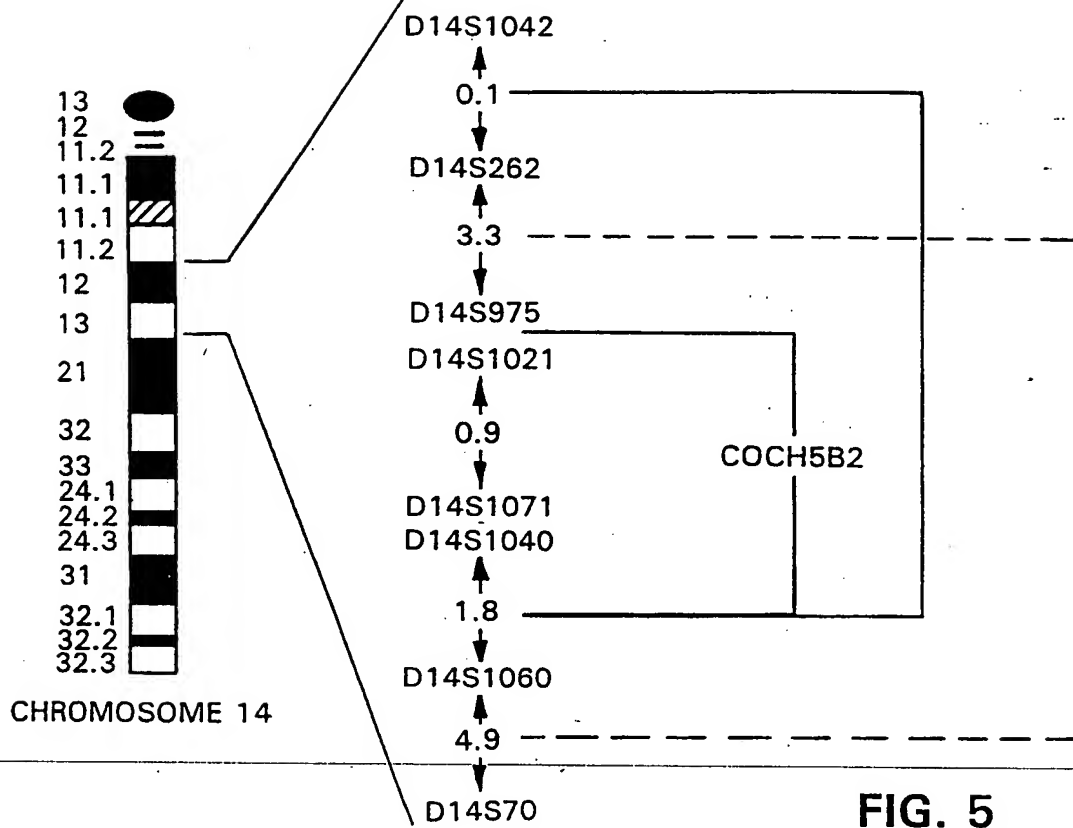 13
12
11.2
11.1
11.1
11.2
12
13
21
32
33
24.1
24.2
24.3
31
32.1
32.2
32.3
CHROMOSOME 14
D14S1042
0.1
D14S262
3.3
D14S975
D14S1021
0.9
D14S1071
D14S1040
1.8
D14S1060
4.9
D14S70
COCH5B2
FIG. 5